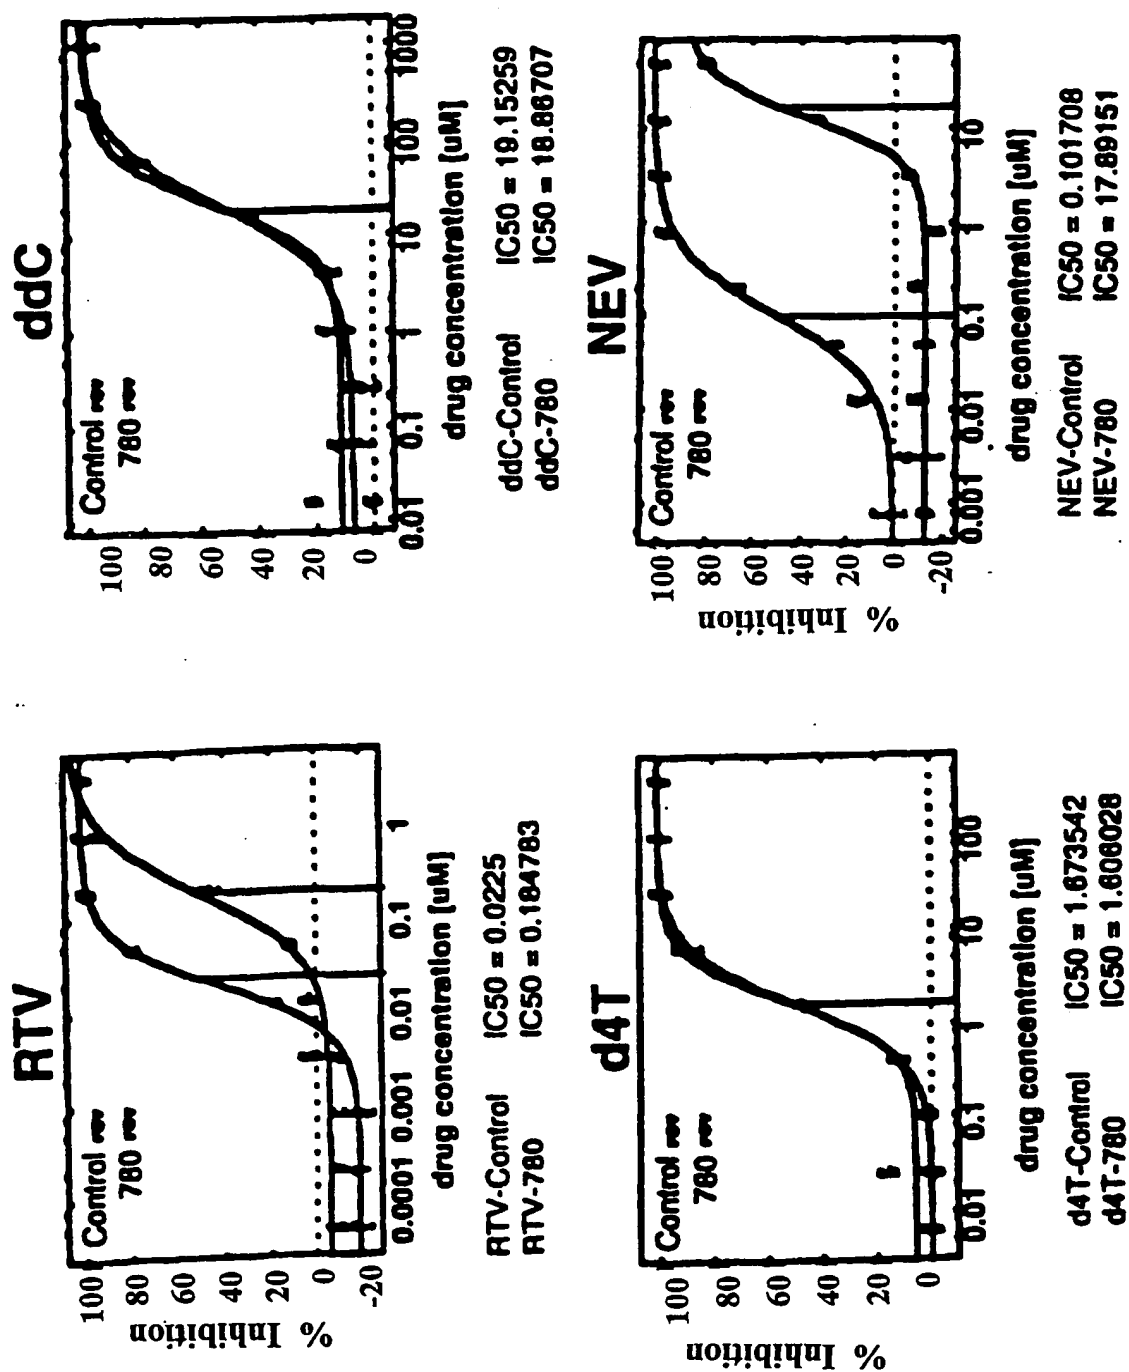 RTV
Control
780
100
80
60
40
20
0
-20
% Inhibition
0.0001 0.001 0.01 0.1 1
drug concentration [uM]
RTV-Control IC50 = 0.0225
RTV-780 IC50 = 0.184783
ddC
Control
780
100
80
60
40
20
0
0.01 0.1 1 10 100 1000
drug concentration [uM]
ddC-Control IC50 = 19.15259
ddC-780 IC50 = 18.86707
d4T
Control
780
100
80
60
40
20
0
% Inhibition
0.01 0.1 1 10 100
drug concentration [uM]
d4T-Control IC50 = 1.673542
d4T-780 IC50 = 1.606028
NEV
Control
780
100
80
60
40
20
0
-20
% Inhibition
0.001 0.01 0.1 1 10
drug concentration [uM]
NEV-Control IC50 = 0.101708
NEV-780 IC50 = 17.89151